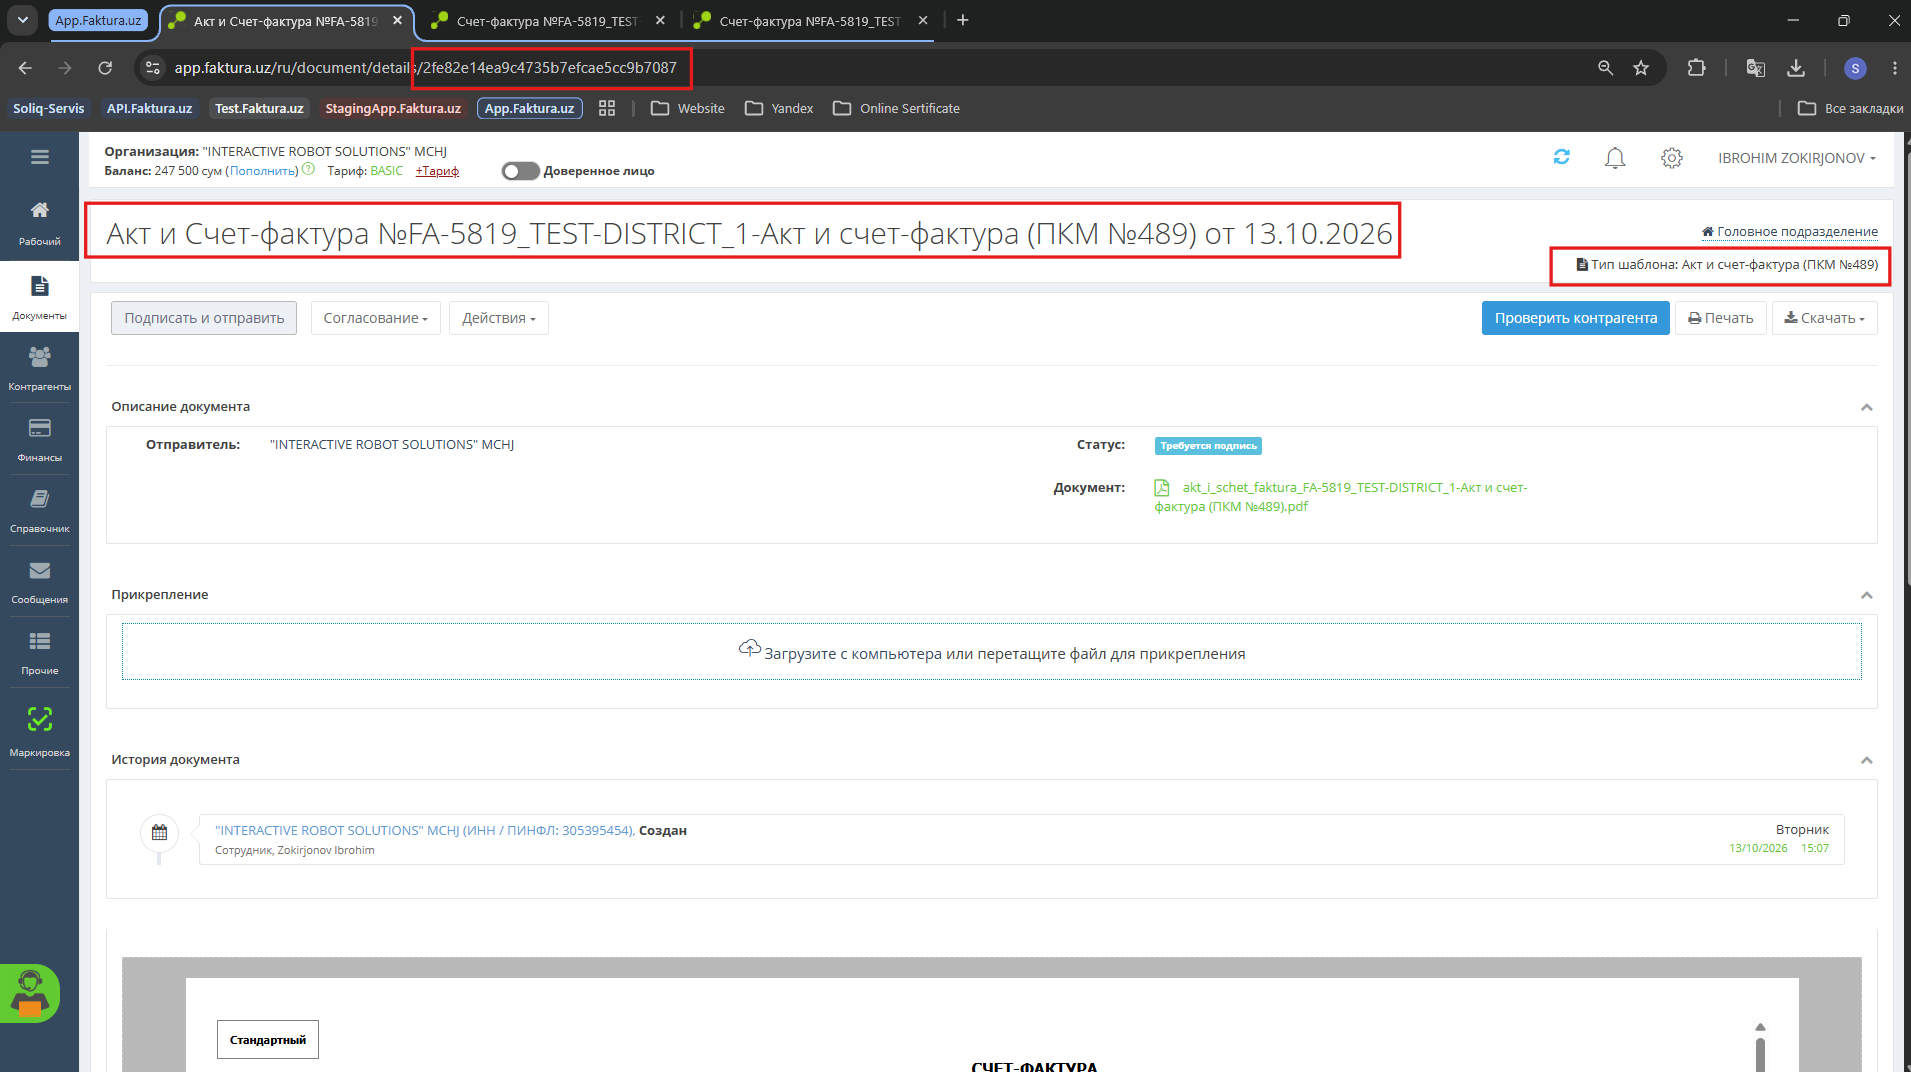 App.Faktura.uz
Акт и Счет-фактура №FA-5819
Счет-фактура №FA-5819_TEST
Счет-фактура №FA-5819_TEST
app.faktura.uz/ru/document/details/2fe82e14ea9c4735b7efcae5cc9b7087
S
Soliq-Servis
API.Faktura.uz
Test.Faktura.uz
StagingApp.Faktura.uz
App.Faktura.uz
Website
Yandex
Online Sertificate
Все закладки
Организация: "INTERACTIVE ROBOT SOLUTIONS" MCHJ
Баланс: 247 500 сум (Пополнить) Тариф: BASIC +Тариф
Доверенное лицо
IBROHIM ZOKIRJONOV
Рабочий
Документы
Контрагенты
Финансы
Справочник
Сообщения
Прочие
Маркировка
Акт и Счет-фактура №FA-5819_TEST-DISTRICT_1-Акт и счет-фактура (ПКМ №489) от 13.10.2026
Головное подразделение
Тип шаблона: Акт и счет-фактура (ПКМ №489)
Подписать и отправить
Согласование
Действия
Проверить контрагента
Печать
Скачать
Описание документа
Отправитель: "INTERACTIVE ROBOT SOLUTIONS" MCHJ
Статус: Требуется подпись
Документ: akt_i_schet_faktura_FA-5819_TEST-DISTRICT_1-Акт и счет-
фактура (ПКМ №489).pdf
Прикрепление
Загрузите с компьютера или перетащите файл для прикрепления
История документа
"INTERACTIVE ROBOT SOLUTIONS" MCHJ (ИНН / ПИНФЛ: 305395454), Создан
Сотрудник, Zokirjonov Ibrohim
Вторник
13/10/2026 15:07
Стандартный
СЧЕТ-ФАКТУРА